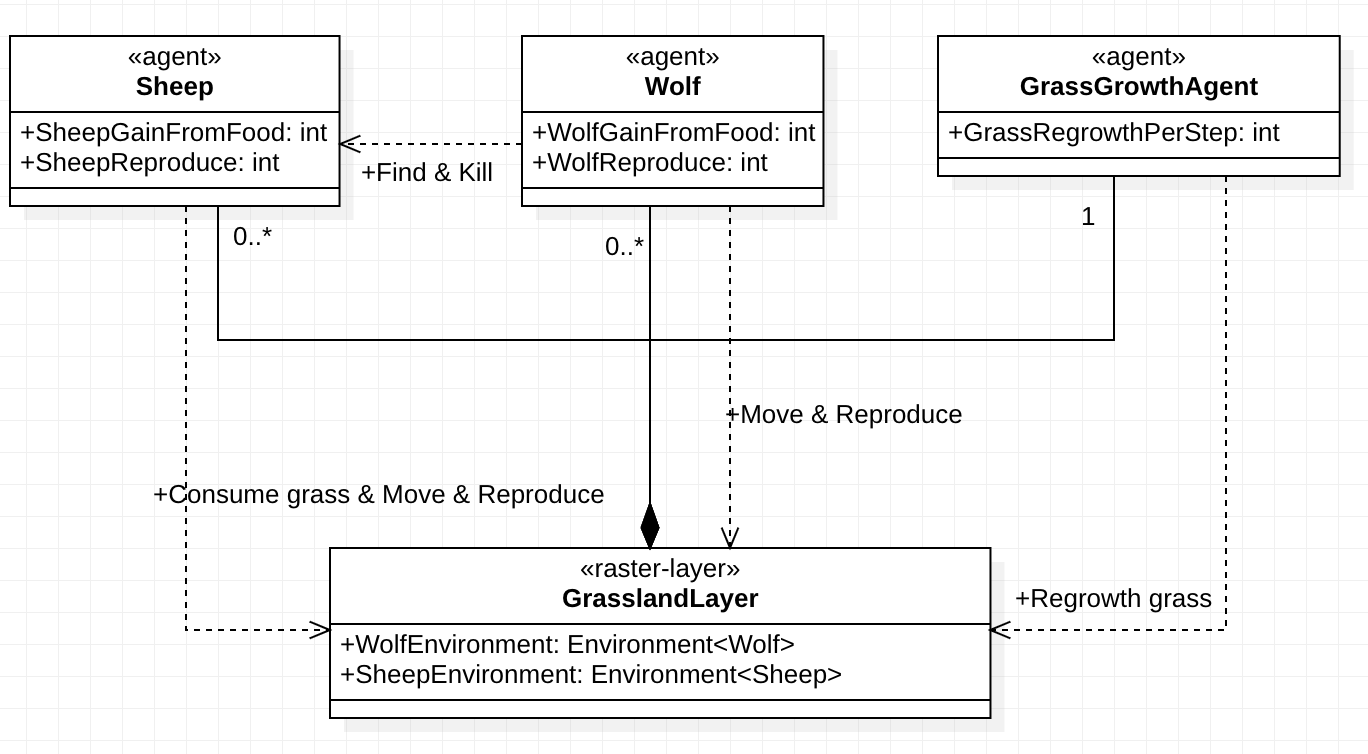 «agent»
Sheep
+SheepGainFromFood: int
+SheepReproduce: int
«agent»
Wolf
+WolfGainFromFood: int
+WolfReproduce: int
«agent»
GrassGrowthAgent
+GrassRegrowthPerStep: int
+Find & Kill
0..*
0..*
1
+Move & Reproduce
+Consume grass & Move & Reproduce
«raster-layer»
GrasslandLayer
+WolfEnvironment: Environment<Wolf>
+SheepEnvironment: Environment<Sheep>
+Regrowth grass